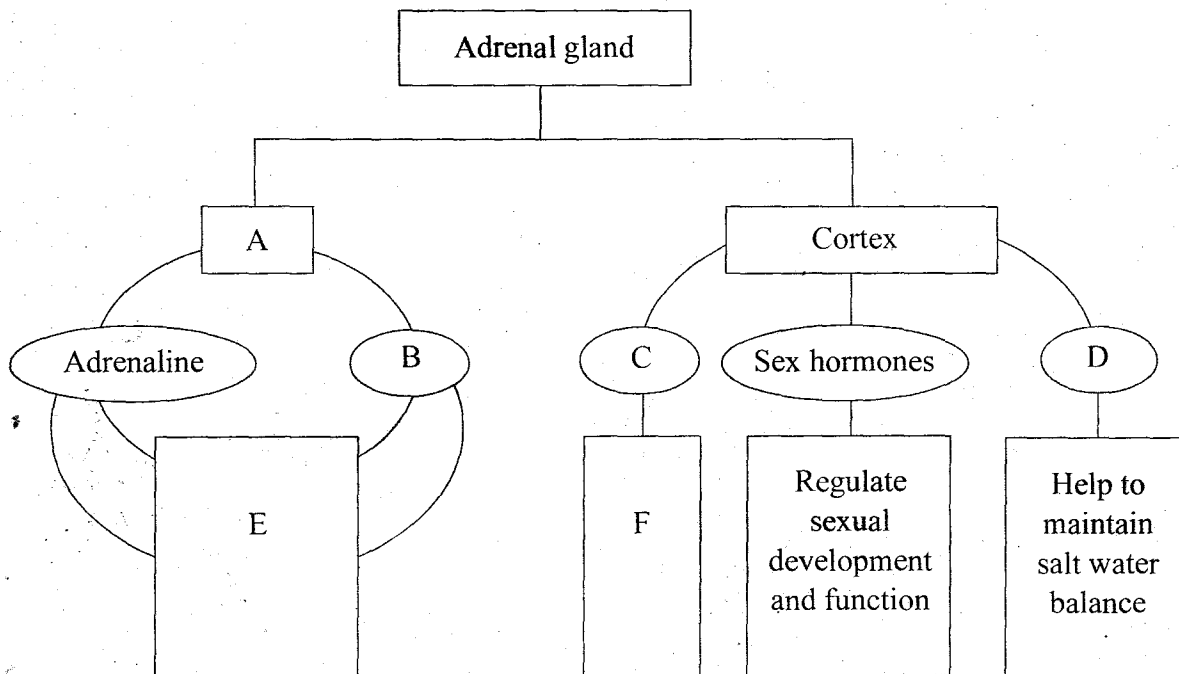 Adrenal gland
A
Cortex
Adrenaline
B
C
Sex hormones
D
E
F
Regulate
sexual
development
and function
Help to
maintain
salt water
balance